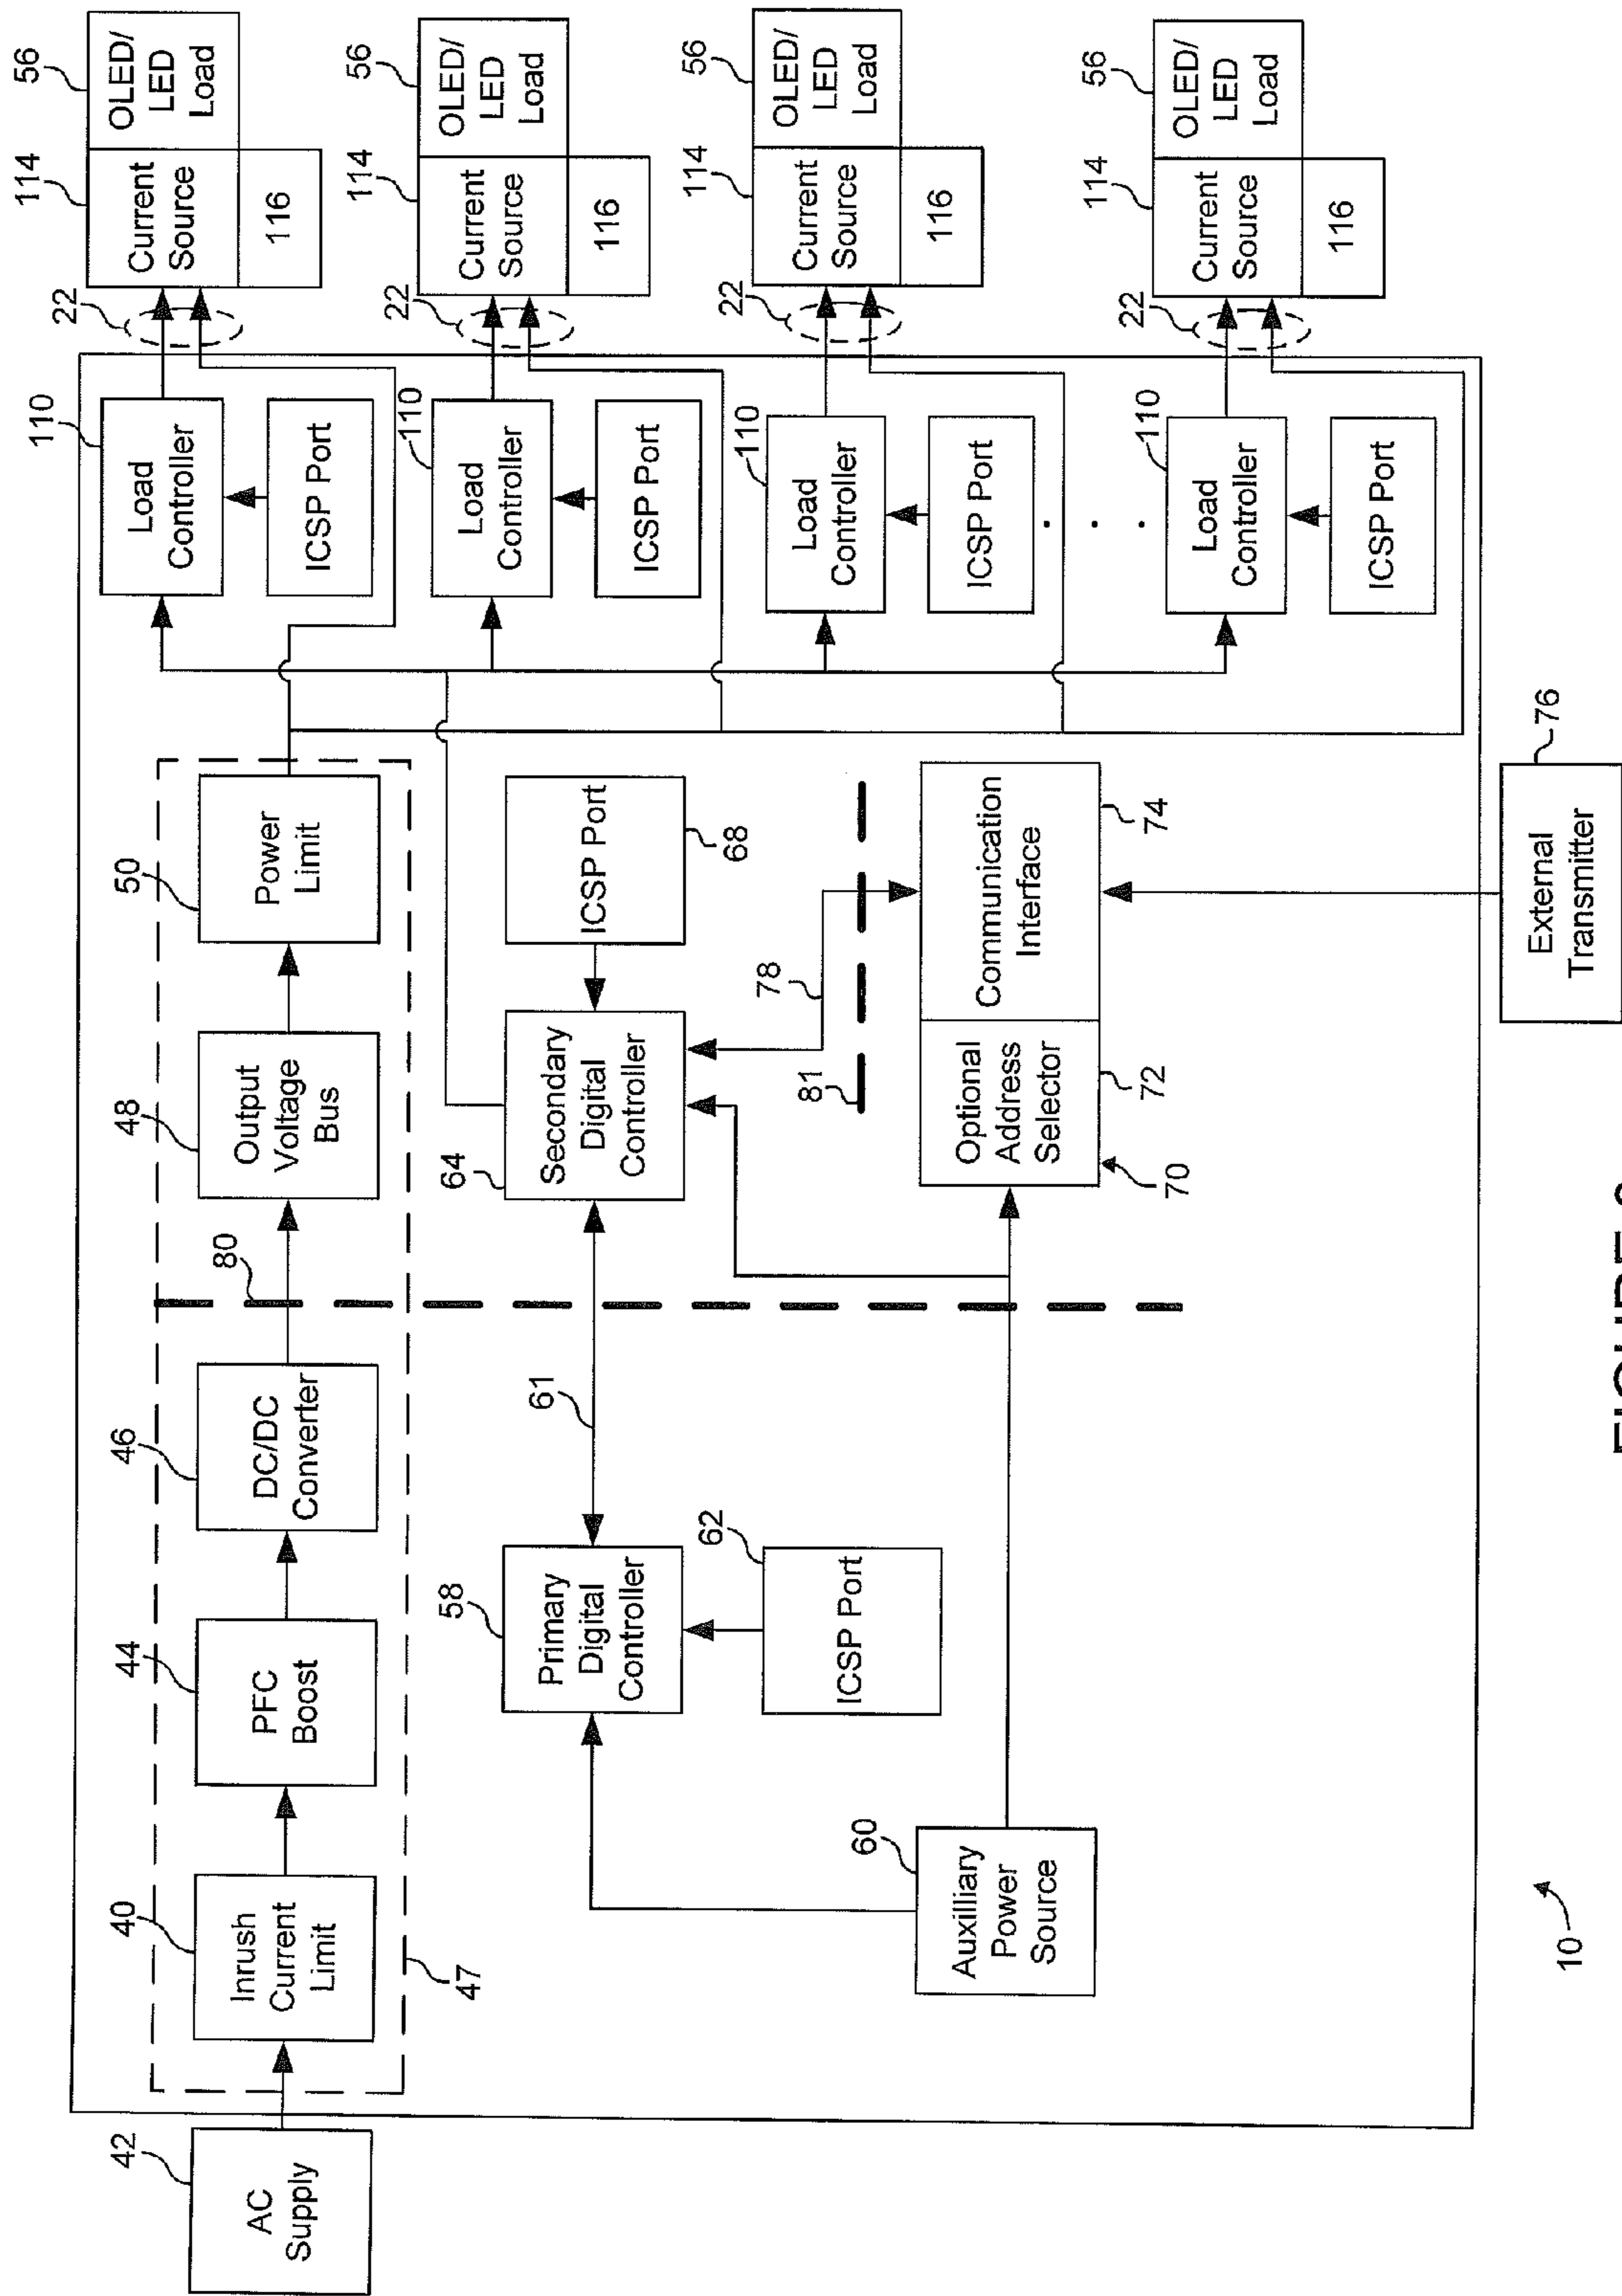 42
AC
Supply
40
Inrush
Current
Limit
44
PFC
Boost
46
DC/DC
Converter
47
80
48
Output
Voltage
Bus
50
Power
Limit
58
Primary
Digital
Controller
62
ICSP Port
61
64
Secondary
Digital
Controller
68
ICSP Port
78
81
60
Auxilliary
Power
Source
70
Optional
Address
Selector
72
Communication
Interface
74
External
Transmitter
76
110
Load
Controller
ICSP Port
22
114
Current
Source
116
56
OLED/
LED
Load
110
Load
Controller
ICSP Port
22
114
Current
Source
116
56
OLED/
LED
Load
110
Load
Controller
ICSP Port
22
114
Current
Source
116
56
OLED/
LED
Load
. . .
110
Load
Controller
ICSP Port
22
114
Current
Source
116
56
OLED/
LED
Load
10
FIGURE